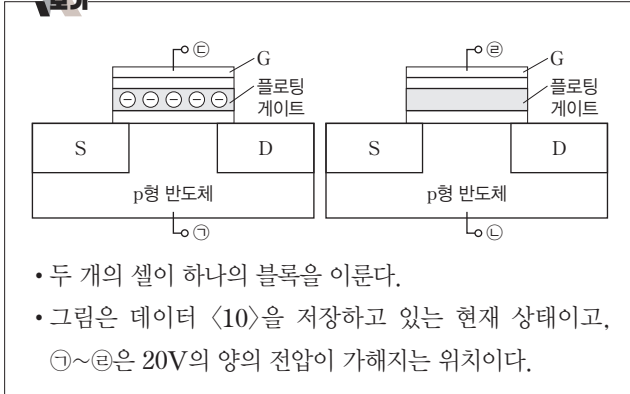 보기
㉢ G ㉣ G
플로팅 게이트 플로팅 게이트
⊖ ⊖ ⊖ ⊖ ⊖
S D S D
p형 반도체 p형 반도체
㉠ ㉡
• 두 개의 셀이 하나의 블록을 이룬다.
• 그림은 데이터 〈10〉을 저장하고 있는 현재 상태이고,
㉠~㉣은 20V의 양의 전압이 가해지는 위치이다.